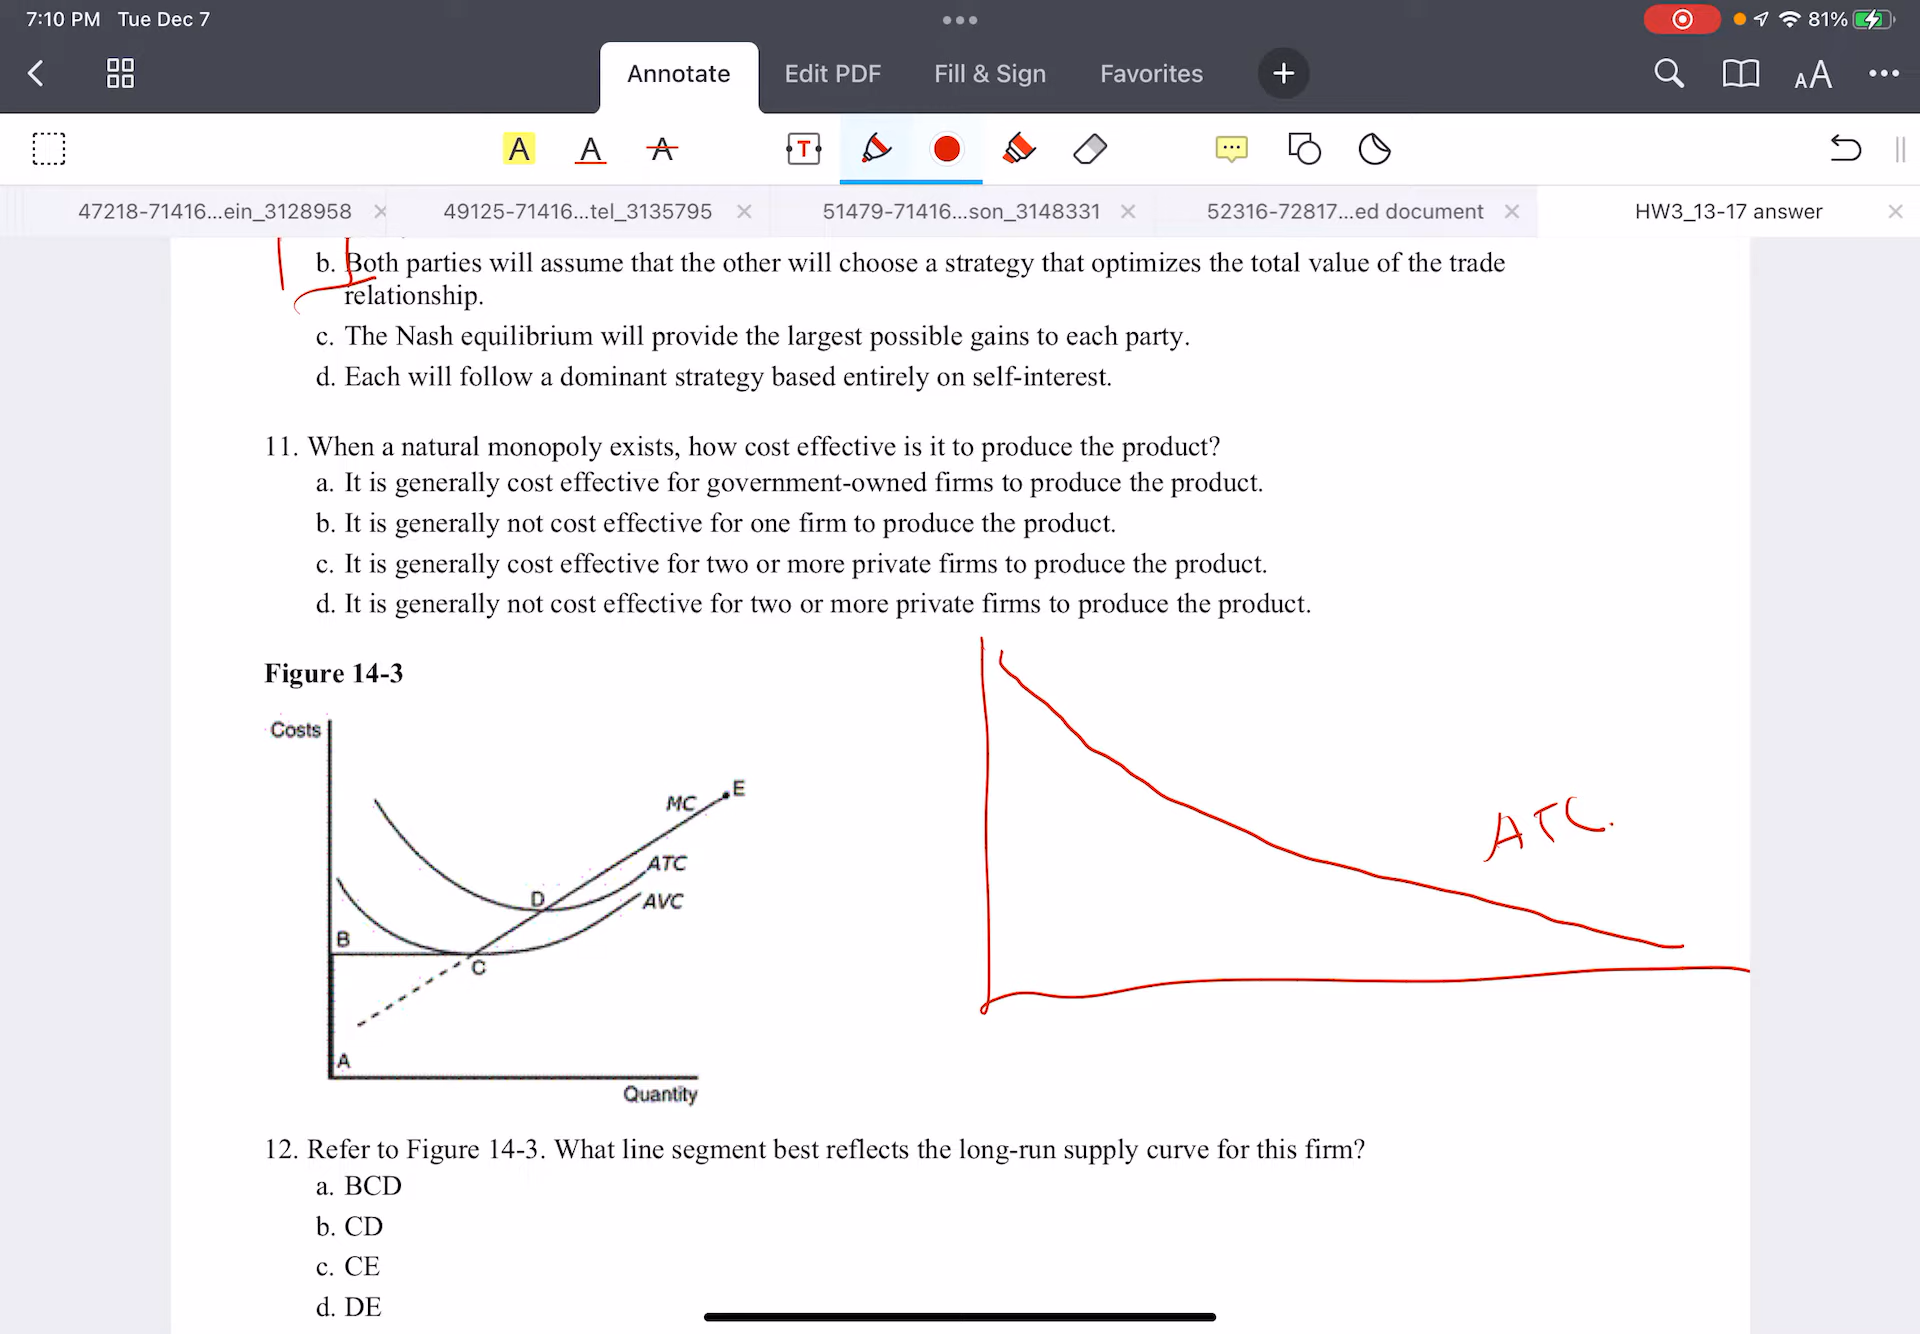 7:10 PM Tue Dec 7
81%
Annotate
Edit PDF
Fill & Sign
Favorites
AA
A
A
A
T
47218-71416...ein_3128958
49125-71416...tel_3135795
51479-71416...son_3148331
52316-72817...ed document
HW3_13-17 answer
b. Both parties will assume that the other will choose a strategy that optimizes the total value of the trade
relationship.
c. The Nash equilibrium will provide the largest possible gains to each party.
d. Each will follow a dominant strategy based entirely on self-interest.
11. When a natural monopoly exists, how cost effective is it to produce the product?
a. It is generally cost effective for government-owned firms to produce the product.
b. It is generally not cost effective for one firm to produce the product.
c. It is generally cost effective for two or more private firms to produce the product.
d. It is generally not cost effective for two or more private firms to produce the product.
Figure 14-3
Costs
E
MC
ATC
D
AVC
B
C
A
Quantity
ATC.
12. Refer to Figure 14-3. What line segment best reflects the long-run supply curve for this firm?
a. BCD
b. CD
c. CE
d. DE